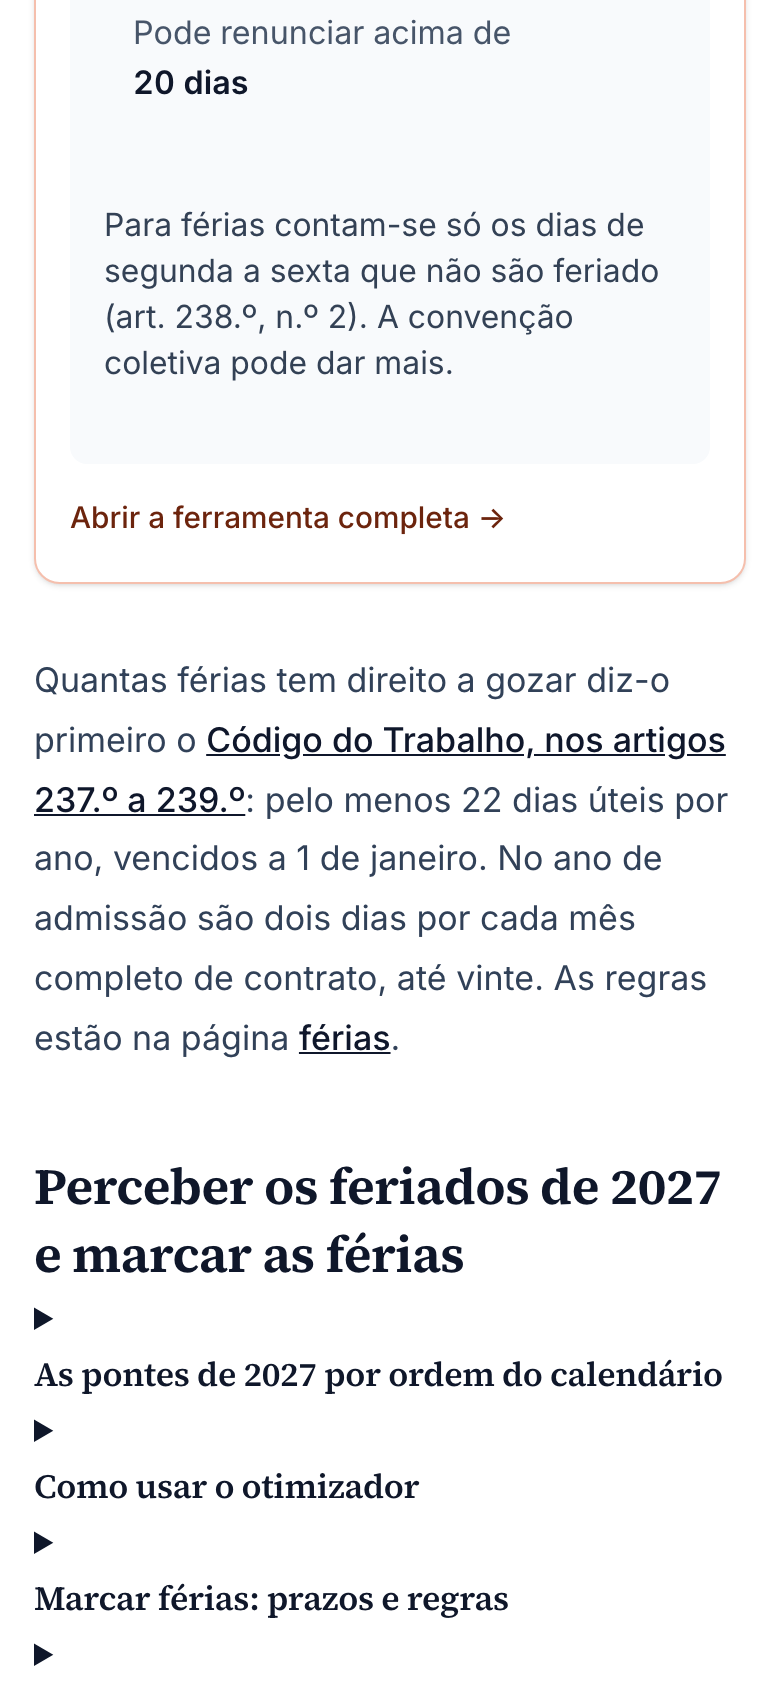 Pode renunciar acima de
20 dias
Para férias contam-se só os dias de
segunda a sexta que não são feriado
(art. 238.º, n.º 2). A convenção
coletiva pode dar mais.
Abrir a ferramenta completa →
Quantas férias tem direito a gozar diz-o
primeiro o Código do Trabalho, nos artigos
237.º a 239.º: pelo menos 22 dias úteis por
ano, vencidos a 1 de janeiro. No ano de
admissão são dois dias por cada mês
completo de contrato, até vinte. As regras
estão na página férias.
Perceber os feriados de 2027
e marcar as férias
As pontes de 2027 por ordem do calendário
Como usar o otimizador
Marcar férias: prazos e regras